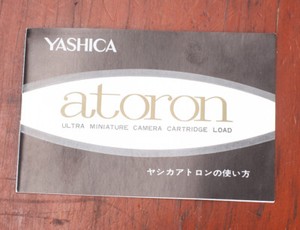 YASHICA
atoron
ULTRA MINIATURE CAMERA CARTRIDGE LOAD
ヤシカアトロンの使い方